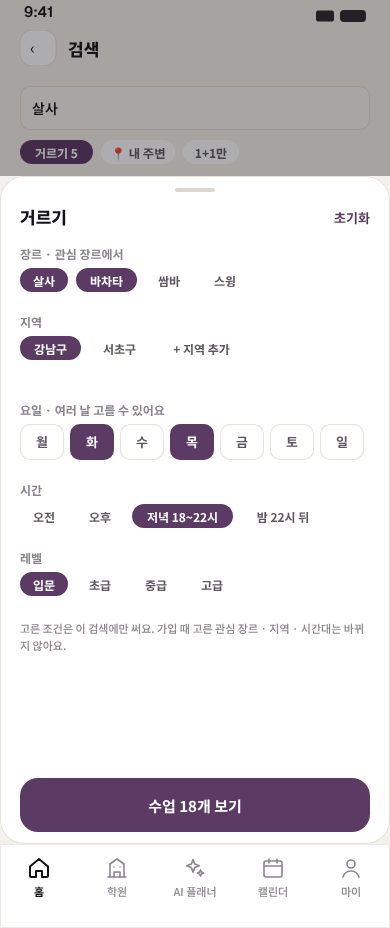 9:41
‹ 검색
살사
거르기 5
📍 내 주변
1+1만
거르기
초기화
장르 · 관심 장르에서
살사
바차타
쌈바
스윙
지역
강남구
서초구
+ 지역 추가
요일 · 여러 날 고를 수 있어요
월
화
수
목
금
토
일
시간
오전
오후
저녁 18~22시
밤 22시 뒤
레벨
입문
초급
중급
고급
고른 조건은 이 검색에만 써요. 가입 때 고른 관심 장르 · 지역 · 시간대는 바뀌
지 않아요.
수업 18개 보기
홈
학원
AI 플래너
캘린더
마이